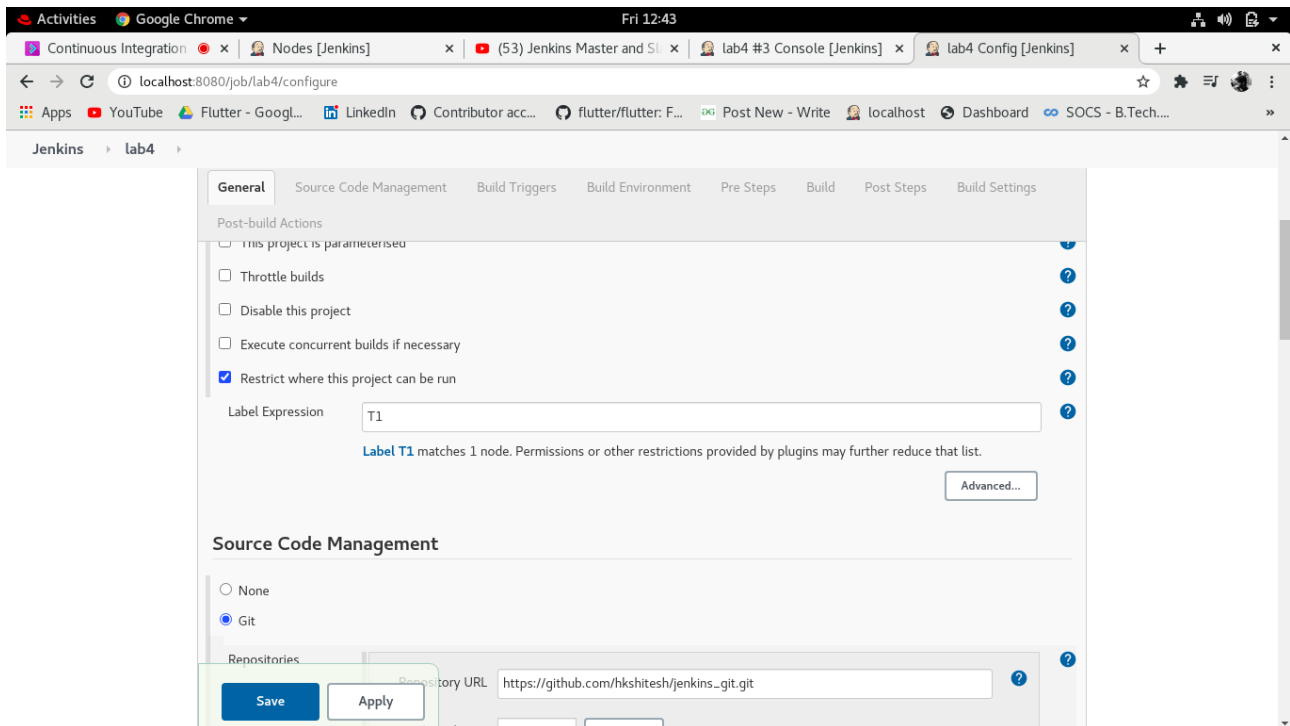 Activities Google Chrome Fri 12:43
Continuous Integration Nodes [Jenkins] (53) Jenkins Master and Sl lab4 #3 Console [Jenkins] lab4 Config [Jenkins]
localhost:8080/job/lab4/configure
Apps YouTube Flutter - Googl... LinkedIn Contributor acc... flutter/flutter: F... Post New - Write localhost Dashboard SOCS - B.Tech.... »
Jenkins lab4
General Source Code Management Build Triggers Build Environment Pre Steps Build Post Steps Build Settings
Post-build Actions
This project is parameterised
Throttle builds
Disable this project
Execute concurrent builds if necessary
Restrict where this project can be run
Label Expression T1
Label T1 matches 1 node. Permissions or other restrictions provided by plugins may further reduce that list.
Advanced...
Source Code Management
None
Git
Repositories
Repository URL https://github.com/hkshitesh/jenkins_git.git
Save Apply